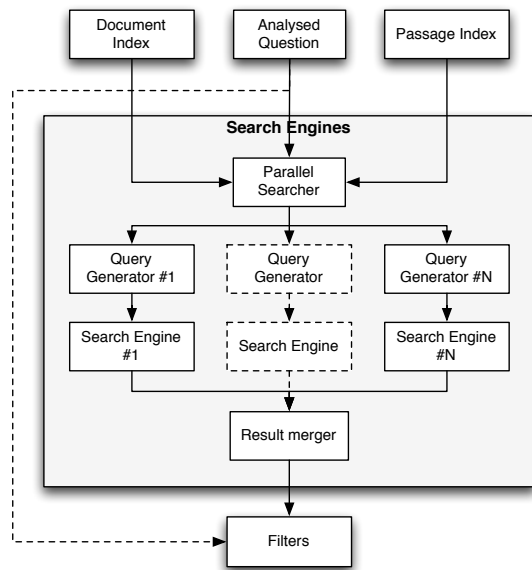 Document
Index
Analysed
Question
Passage Index
Search Engines
Parallel
Searcher
Query
Generator #1
Query
Generator
Query
Generator #N
Search Engine
#1
Search Engine
Search Engine
#N
Result merger
Filters